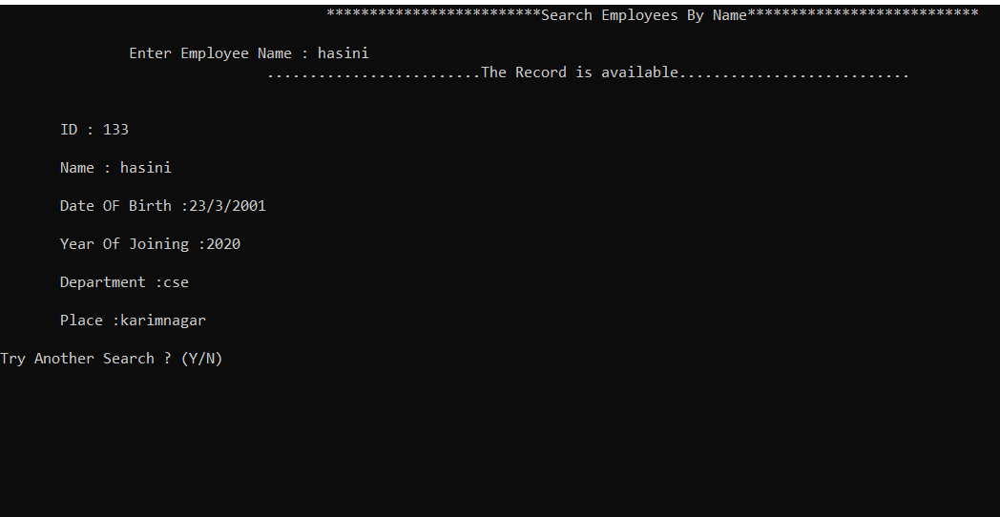 *************************Search Employees By Name***************************
Enter Employee Name : hasini
.........................The Record is available...........................
ID : 133
Name : hasini
Date OF Birth :23/3/2001
Year Of Joining :2020
Department :cse
Place :karimnagar
Try Another Search ? (Y/N)